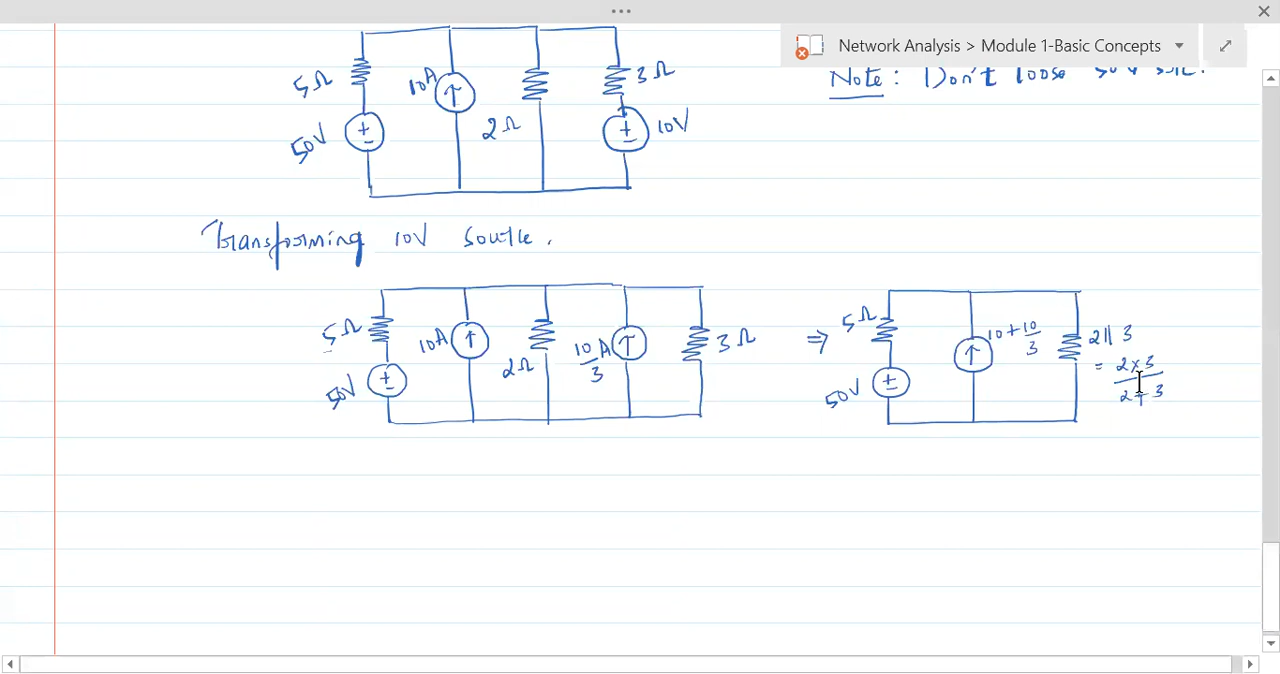 Network Analysis > Module 1-Basic Concepts
Note : Don't loose
5Ω
10A
2Ω
3Ω
50V
10V
Transforming 10V source.
5Ω
10A
2Ω
10/3 A
3Ω
50V
⇒
5Ω
10+10/3
2||3
= 2×3
2+3
50V